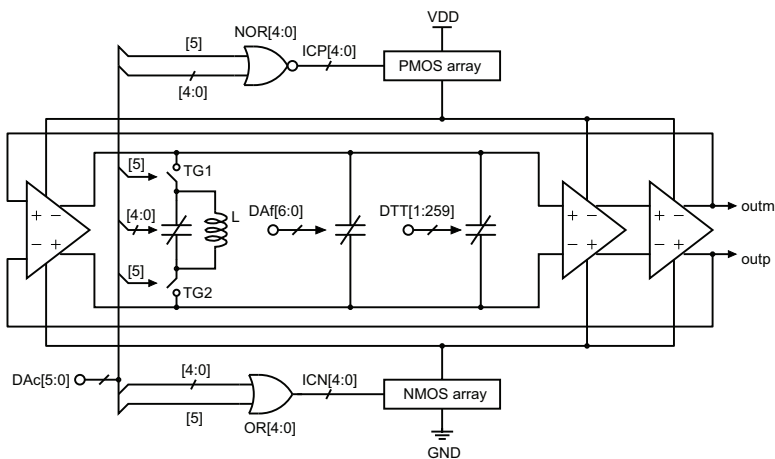 VDD
NOR[4:0]
[5]
ICP[4:0]
PMOS array
[4:0]
[5]
TG1
+ −
− +
[4:0]
L
DAf[6:0]
DTT[1:259]
+ −
− +
+ −
− +
outm
outp
[5]
TG2
DAc[5:0]
[4:0]
ICN[4:0]
NMOS array
[5]
OR[4:0]
GND